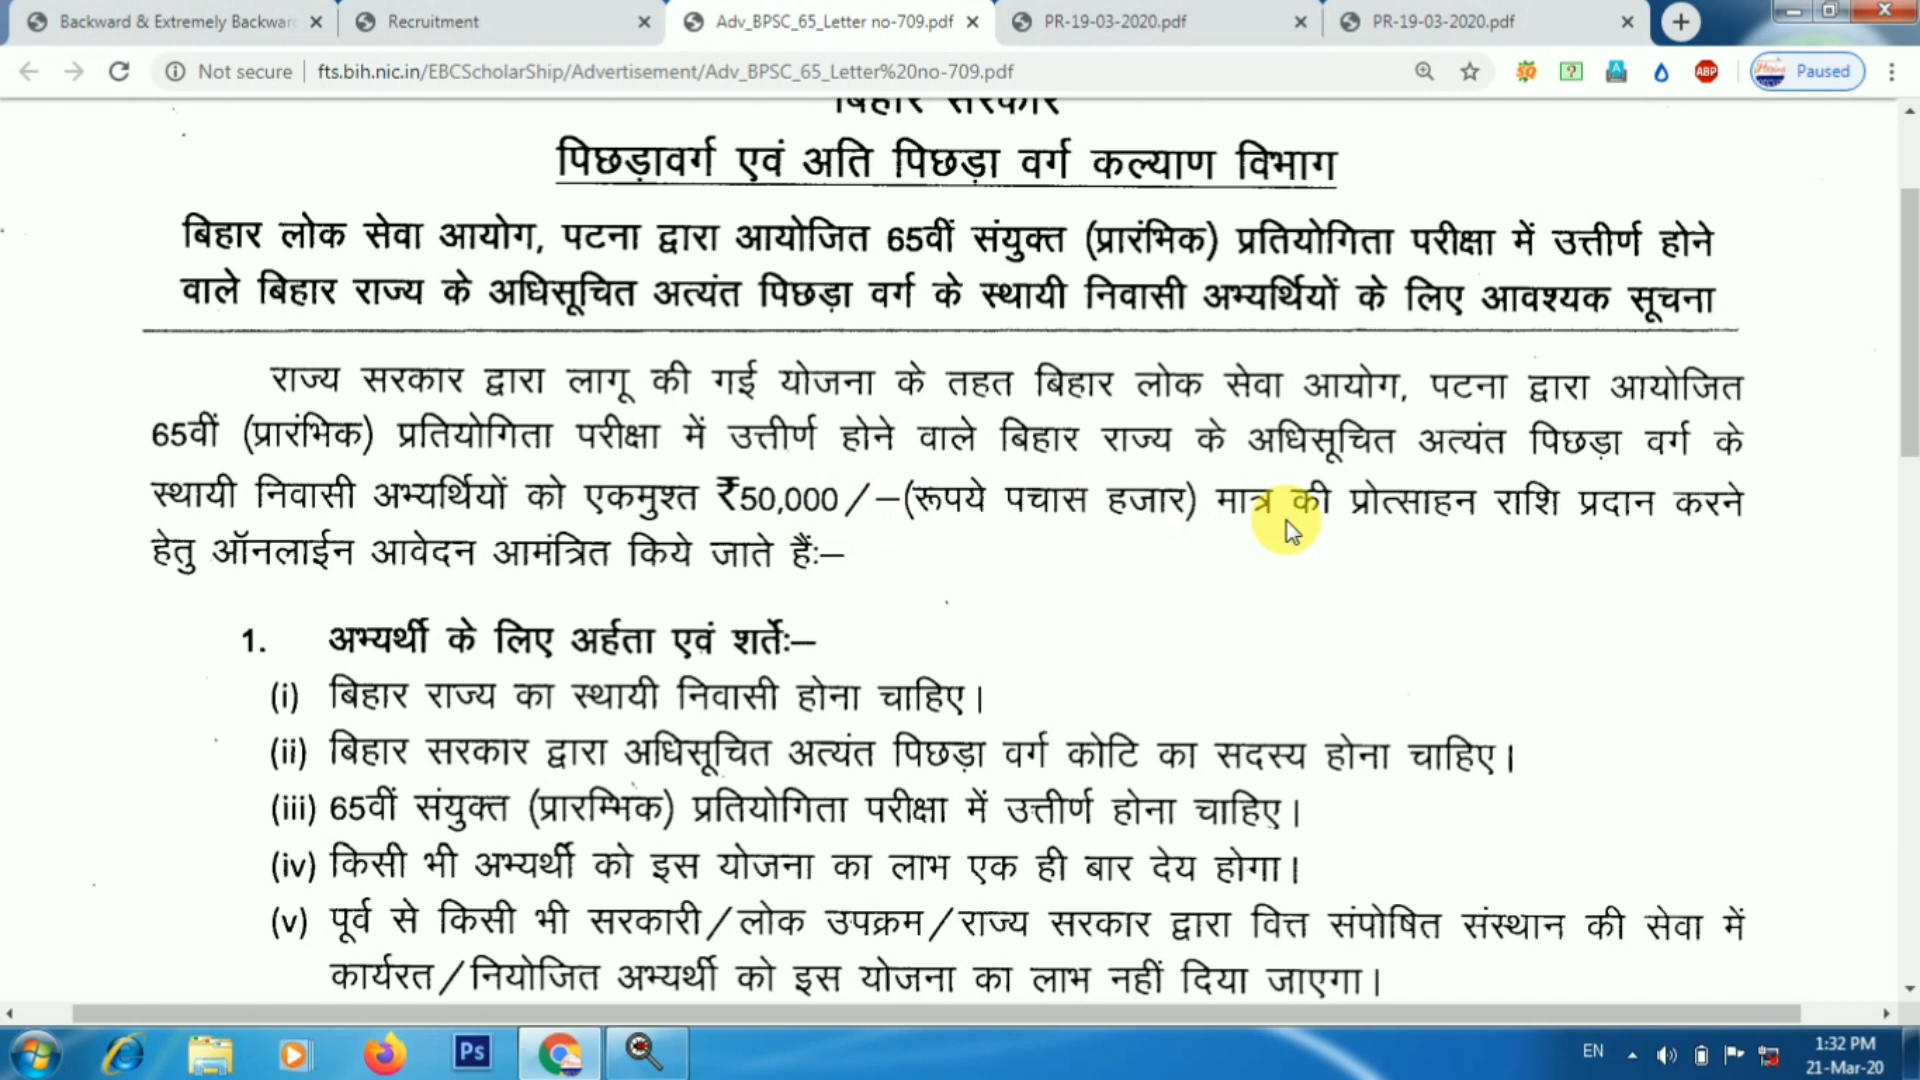 Backward & Extremely Backwar
Recruitment
Adv_BPSC_65_Letter no-709.pdf
PR-19-03-2020.pdf
PR-19-03-2020.pdf
Not secure
fts.bih.nic.in/EBCScholarShip/Advertisement/Adv_BPSC_65_Letter%20no-709.pdf
ABP
Paused
बिहार सरकार
पिछड़ावर्ग एवं अति पिछड़ा वर्ग कल्याण विभाग
बिहार लोक सेवा आयोग, पटना द्वारा आयोजित 65वीं संयुक्त (प्रारंभिक) प्रतियोगिता परीक्षा में उत्तीर्ण होने
वाले बिहार राज्य के अधिसूचित अत्यंत पिछड़ा वर्ग के स्थायी निवासी अभ्यर्थियों के लिए आवश्यक सूचना
राज्य सरकार द्वारा लागू की गई योजना के तहत बिहार लोक सेवा आयोग, पटना द्वारा आयोजित
65वीं (प्रारंभिक) प्रतियोगिता परीक्षा में उत्तीर्ण होने वाले बिहार राज्य के अधिसूचित अत्यंत पिछड़ा वर्ग के
स्थायी निवासी अभ्यर्थियों को एकमुश्त ₹50,000/–(रूपये पचास हजार) मात्र की प्रोत्साहन राशि प्रदान करने
हेतु ऑनलाईन आवेदन आमंत्रित किये जाते हैंः–
1. अभ्यर्थी के लिए अर्हता एवं शर्तेः–
(i) बिहार राज्य का स्थायी निवासी होना चाहिए।
(ii) बिहार सरकार द्वारा अधिसूचित अत्यंत पिछड़ा वर्ग कोटि का सदस्य होना चाहिए।
(iii) 65वीं संयुक्त (प्रारम्भिक) प्रतियोगिता परीक्षा में उत्तीर्ण होना चाहिए।
(iv) किसी भी अभ्यर्थी को इस योजना का लाभ एक ही बार देय होगा।
(v) पूर्व से किसी भी सरकारी/लोक उपक्रम/राज्य सरकार द्वारा वित्त संपोषित संस्थान की सेवा में
कार्यरत/नियोजित अभ्यर्थी को इस योजना का लाभ नहीं दिया जाएगा।
Ps
EN
1:32 PM
21-Mar-20